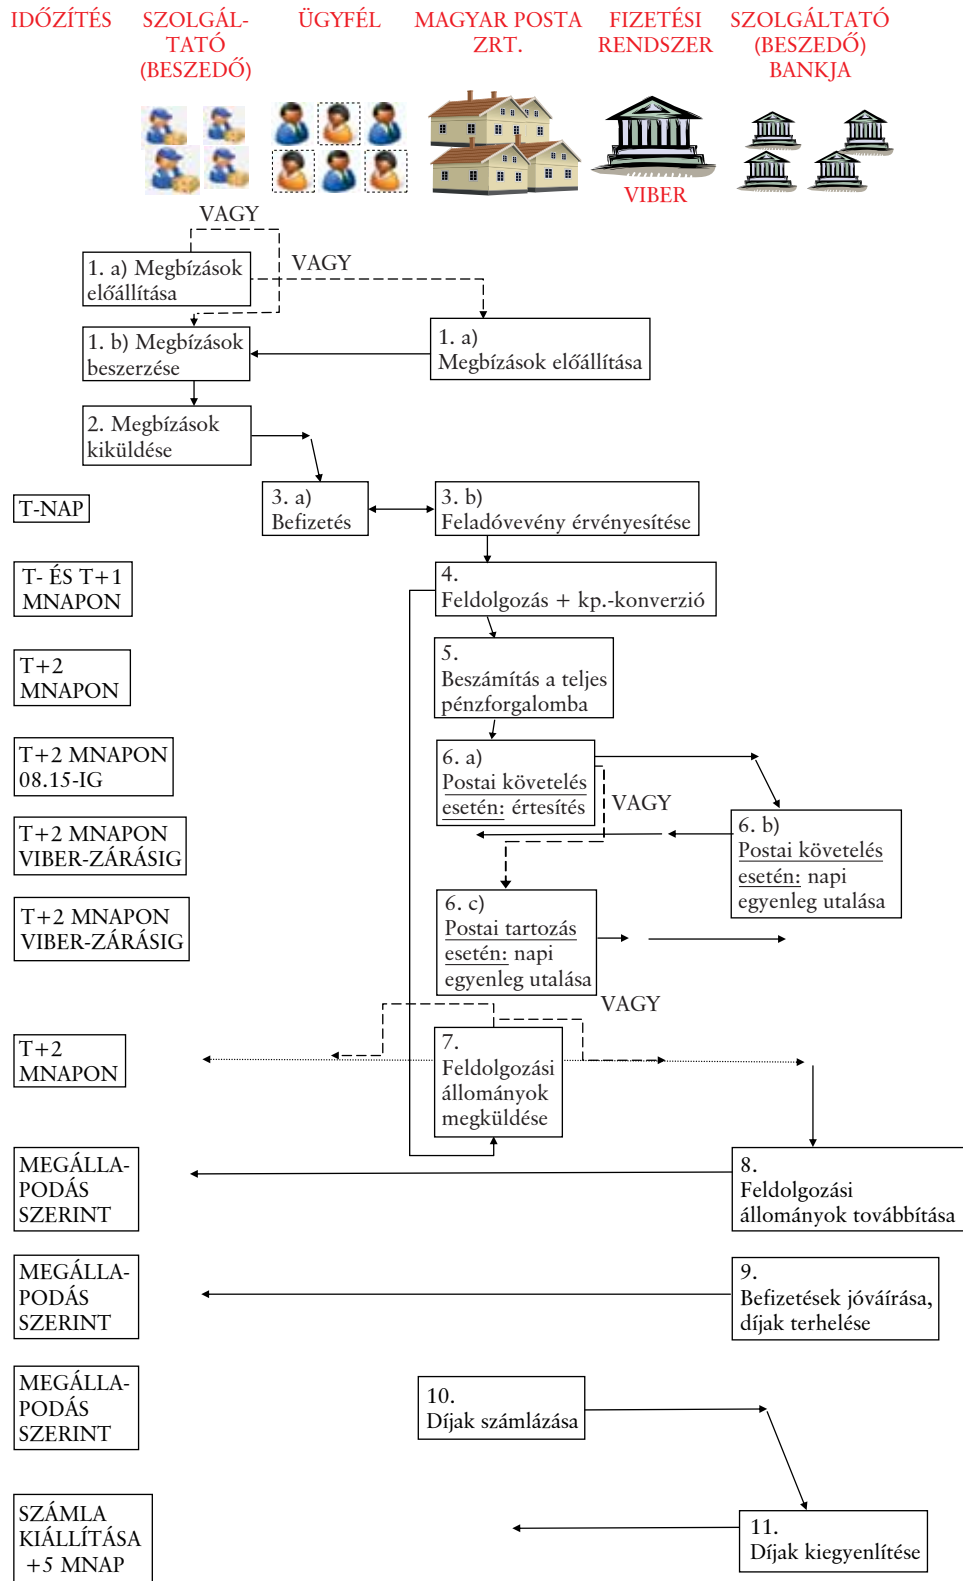 IDŐZÍTÉS
SZOLGÁL-
TATÓ
(BESZEDŐ)
ÜGYFÉL
MAGYAR POSTA
ZRT.
FIZETÉSI
RENDSZER
SZOLGÁLTATÓ
(BESZEDŐ)
BANKJA
VIBER
VAGY
1. a) Megbízások
előállítása
VAGY
1. b) Megbízások
beszerzése
1. a)
Megbízások előállítása
2. Megbízások
kiküldése
T-NAP
3. a)
Befizetés
3. b)
Feladóvevény érvényesítése
T- ÉS T+1
MNAPON
4.
Feldolgozás + kp.-konverzió
T+2
MNAPON
5.
Beszámítás a teljes
pénzforgalomba
T+2 MNAPON
08.15-IG
6. a)
Postai követelés
esetén: értesítés
VAGY
T+2 MNAPON
VIBER-ZÁRÁSIG
6. b)
Postai követelés
esetén: napi
egyenleg utalása
T+2 MNAPON
VIBER-ZÁRÁSIG
6. c)
Postai tartozás
esetén: napi
egyenleg utalása
VAGY
T+2
MNAPON
7.
Feldolgozási
állományok
megküldése
MEGÁLLA-
PODÁS
SZERINT
8.
Feldolgozási
állományok továbbítása
MEGÁLLA-
PODÁS
SZERINT
9.
Befizetések jóváírása,
díjak terhelése
MEGÁLLA-
PODÁS
SZERINT
10.
Díjak számlázása
SZÁMLA
KIÁLLÍTÁSA
+5 MNAP
11.
Díjak kiegyenlítése